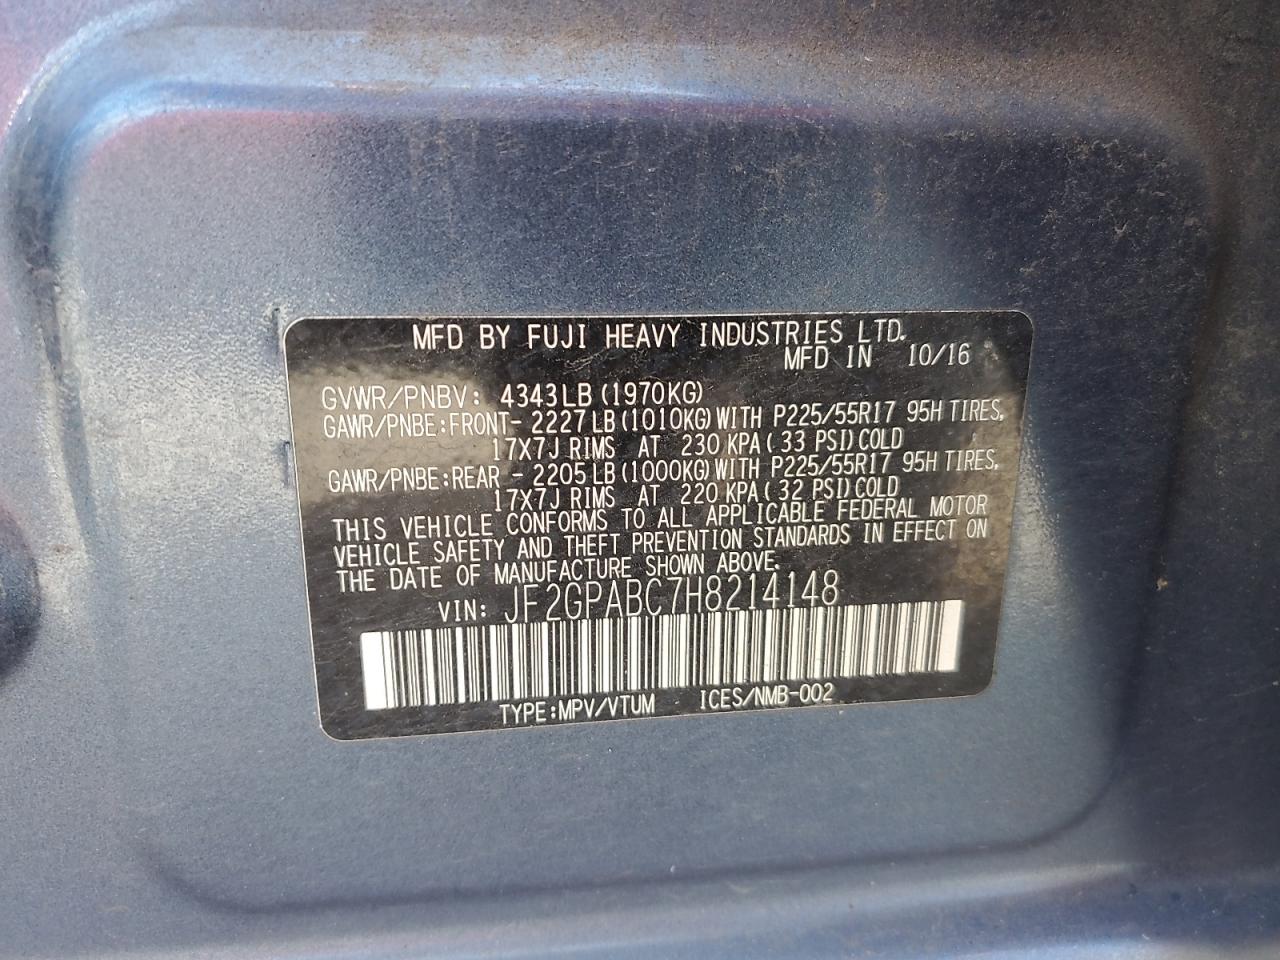 MFD BY FUJI HEAVY INDUSTRIES LTD.
MFD IN 10/16
GVWR/PNBV: 4343LB (1970KG)
GAWR/PNBE:FRONT- 2227LB (1010KG) WITH P225/55R17 95H TIRES,
17X7J RIMS AT 230 KPA ( 33 PSI) COLD
GAWR/PNBE:REAR - 2205LB (1000KG) WITH P225/55R17 95H TIRES,
17X7J RIMS AT 220 KPA ( 32 PSI) COLD
THIS VEHICLE CONFORMS TO ALL APPLICABLE FEDERAL MOTOR
VEHICLE SAFETY AND THEFT PREVENTION STANDARDS IN EFFECT ON
THE DATE OF MANUFACTURE SHOWN ABOVE.
VIN: JF2GPABC7H8214148
TYPE:MPV/VTUM ICES/NMB-002